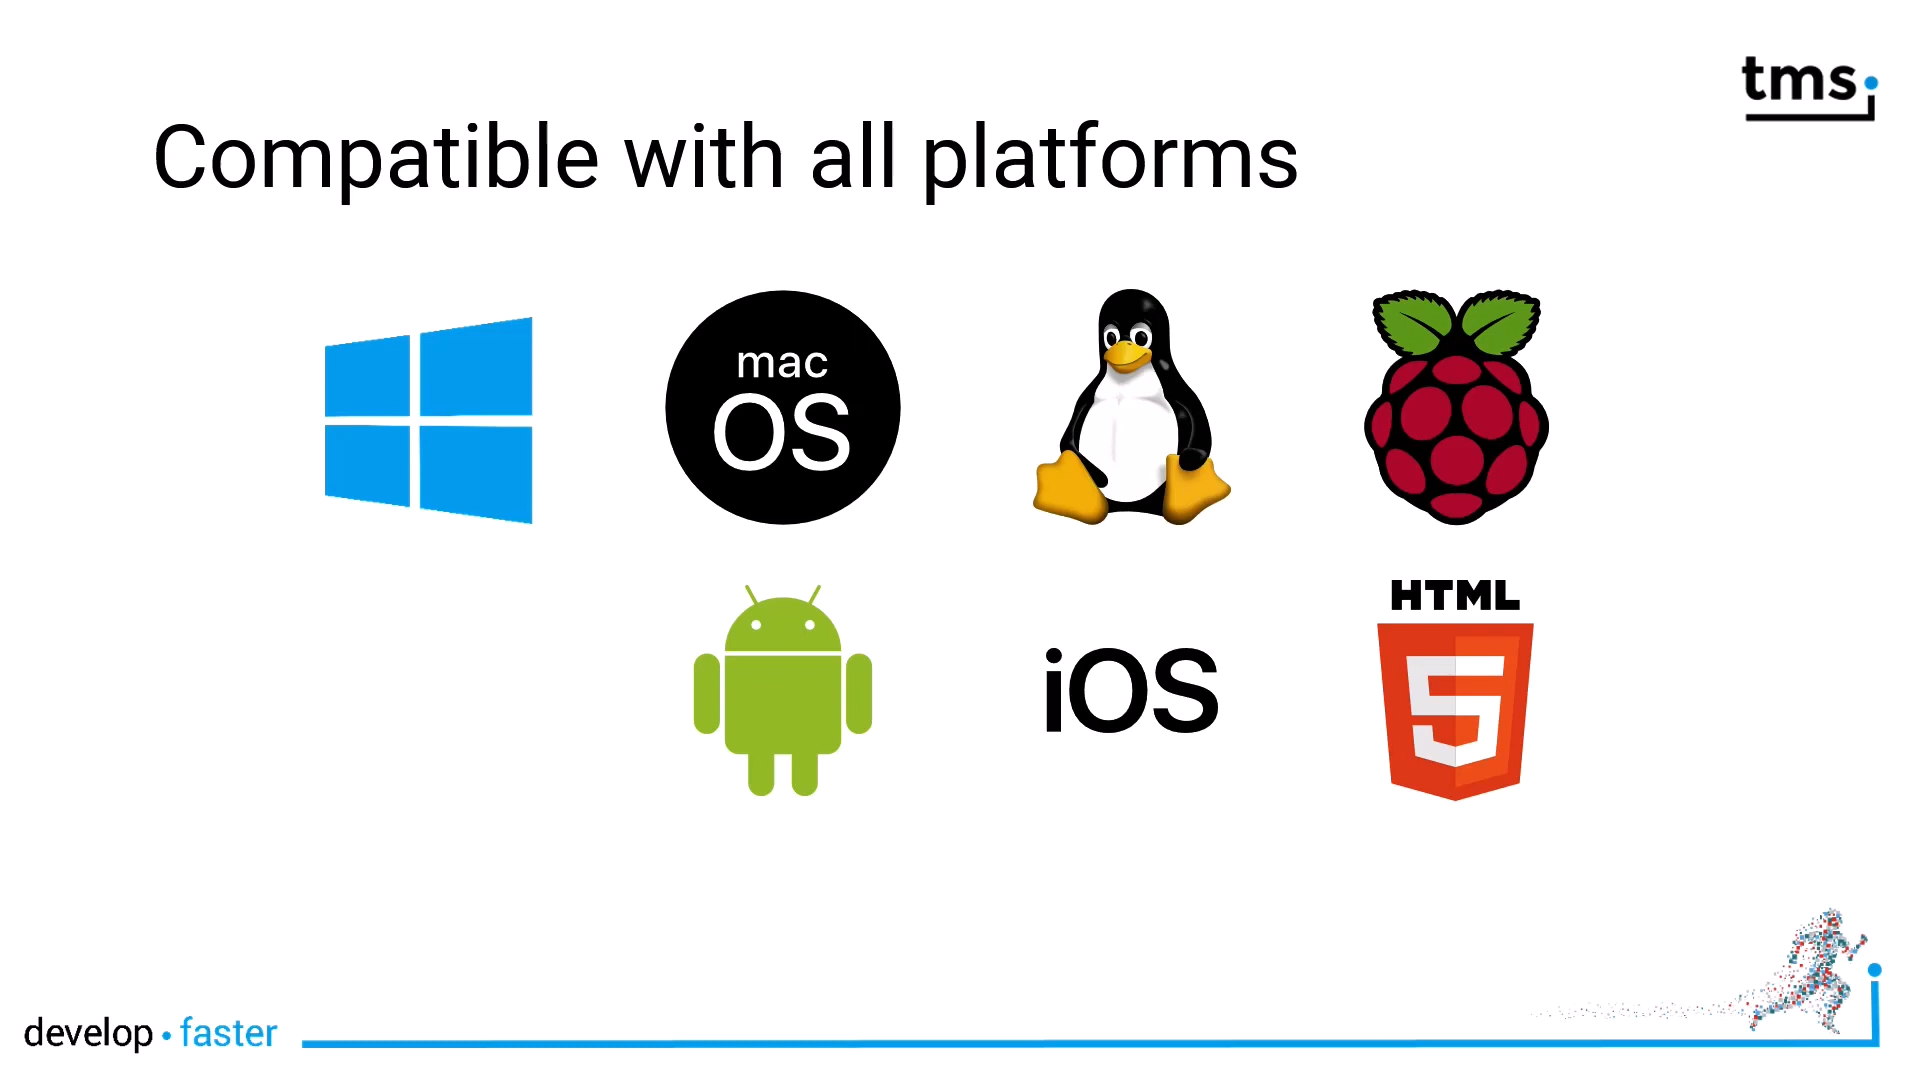 tms
Compatible with all platforms
mac
OS
HTML
5
iOS
develop • faster